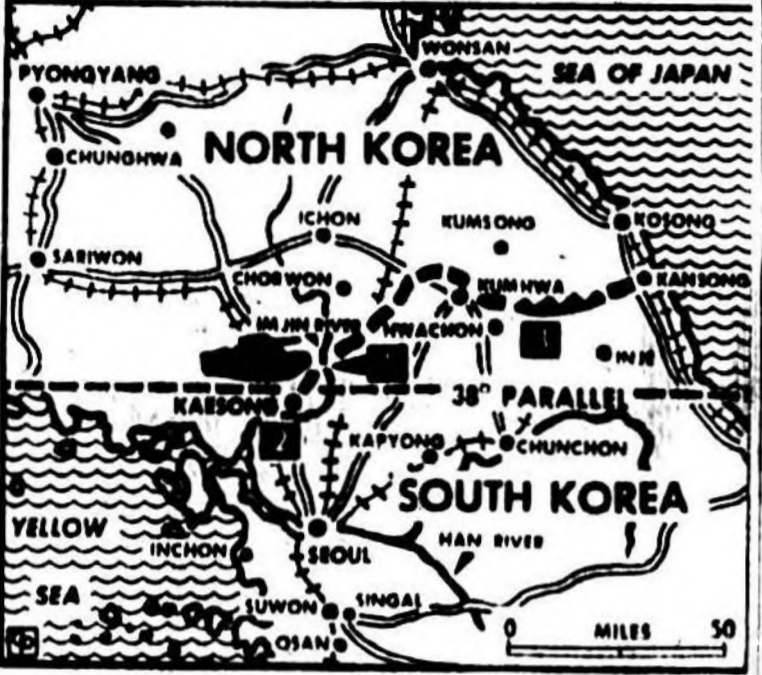 WONSAN
PYONGYANG
SEA OF JAPAN
CHUNGHWA
NORTH KOREA
ICHON
KUMSONG
KOSONG
SARIWON
CHORWON
KUMHWA
KANSONG
IMJIN RIVER
HWACHON
1
INJE
38° PARALLEL
KAESONG
2
KAPYONG
CHUNCHON
SOUTH KOREA
YELLOW
SEA
INCHON
SEOUL
HAN RIVER
SUWON
SINGAL
OSAN
0 MILES 50